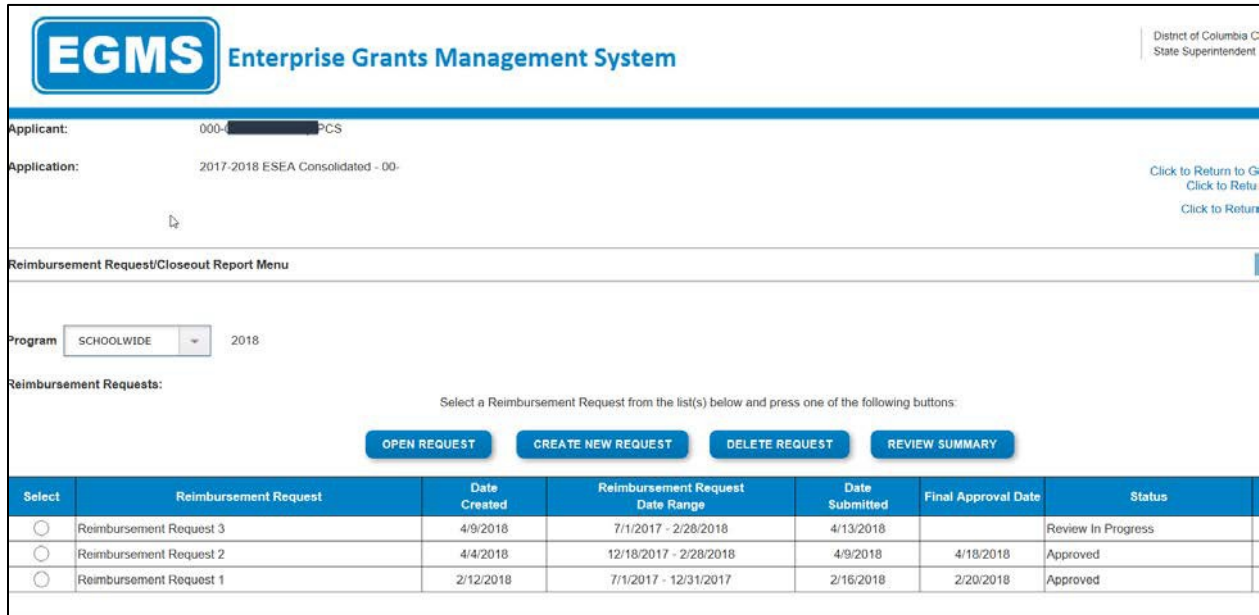 EGMS Enterprise Grants Management System
District of Columbia C
State Superintendent
Applicant: 000- PCS
Application: 2017-2018 ESEA Consolidated - 00-
Click to Return to G
Click to Retu
Click to Return
Reimbursement Request/Closeout Report Menu
Program SCHOOLWIDE 2018
Reimbursement Requests:
Select a Reimbursement Request from the list(s) below and press one of the following buttons:
OPEN REQUEST CREATE NEW REQUEST DELETE REQUEST REVIEW SUMMARY
Select Reimbursement Request Date Created Reimbursement Request Date Range Date Submitted Final Approval Date Status
Reimbursement Request 3 4/9/2018 7/1/2017 - 2/28/2018 4/13/2018 Review In Progress
Reimbursement Request 2 4/4/2018 12/18/2017 - 2/28/2018 4/9/2018 4/18/2018 Approved
Reimbursement Request 1 2/12/2018 7/1/2017 - 12/31/2017 2/16/2018 2/20/2018 Approved